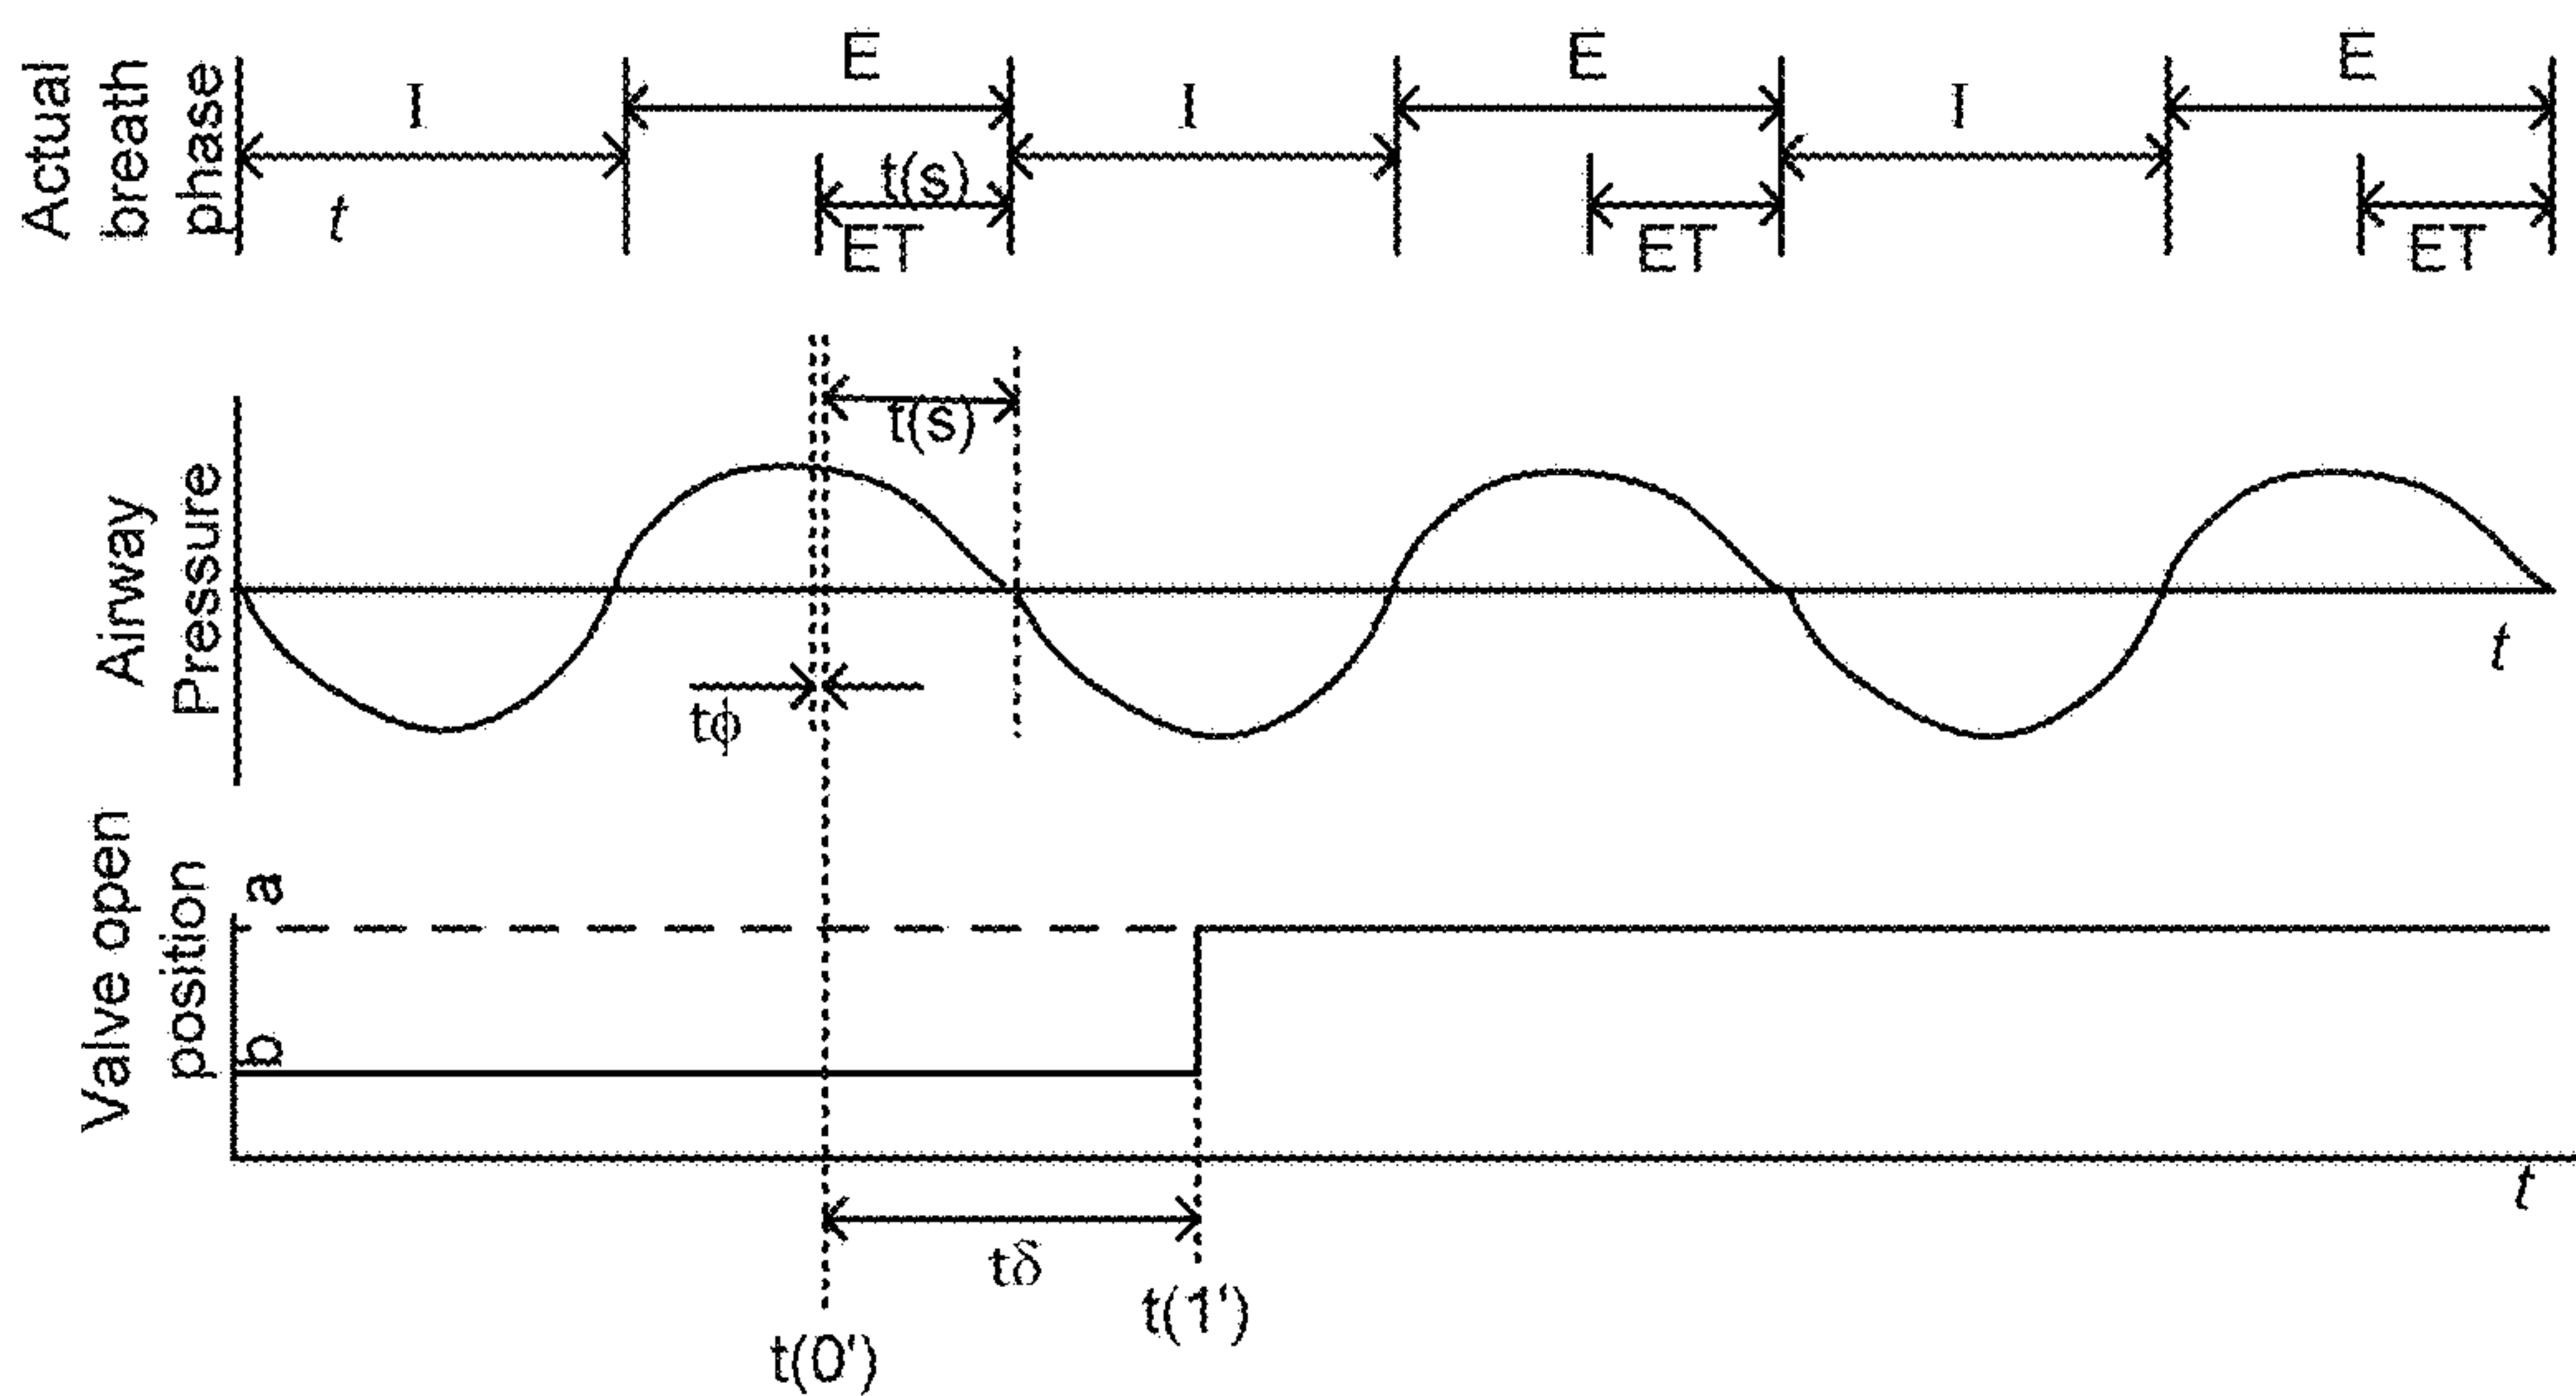 Actual
breath
phase
I
E
I
E
I
E
t
t(s)
ET
ET
ET
Airway
Pressure
t(s)
tϕ
t
Valve open
position
a
b
t
tδ
t(0')
t(1')